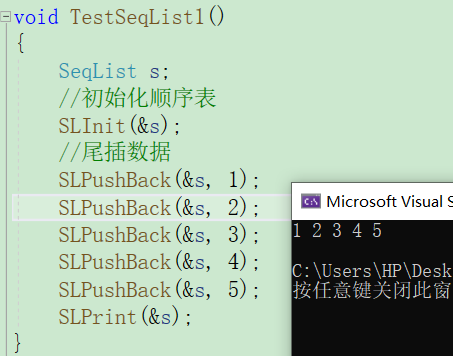 void TestSeqList1()
{
SeqList s;
//初始化顺序表
SLInit(&s);
//尾插数据
SLPushBack(&s, 1);
SLPushBack(&s, 2);
SLPushBack(&s, 3);
SLPushBack(&s, 4);
SLPushBack(&s, 5);
SLPrint(&s);
}
Microsoft Visual S
1 2 3 4 5
C:\Users\HP\Desk
按任意键关闭此窗